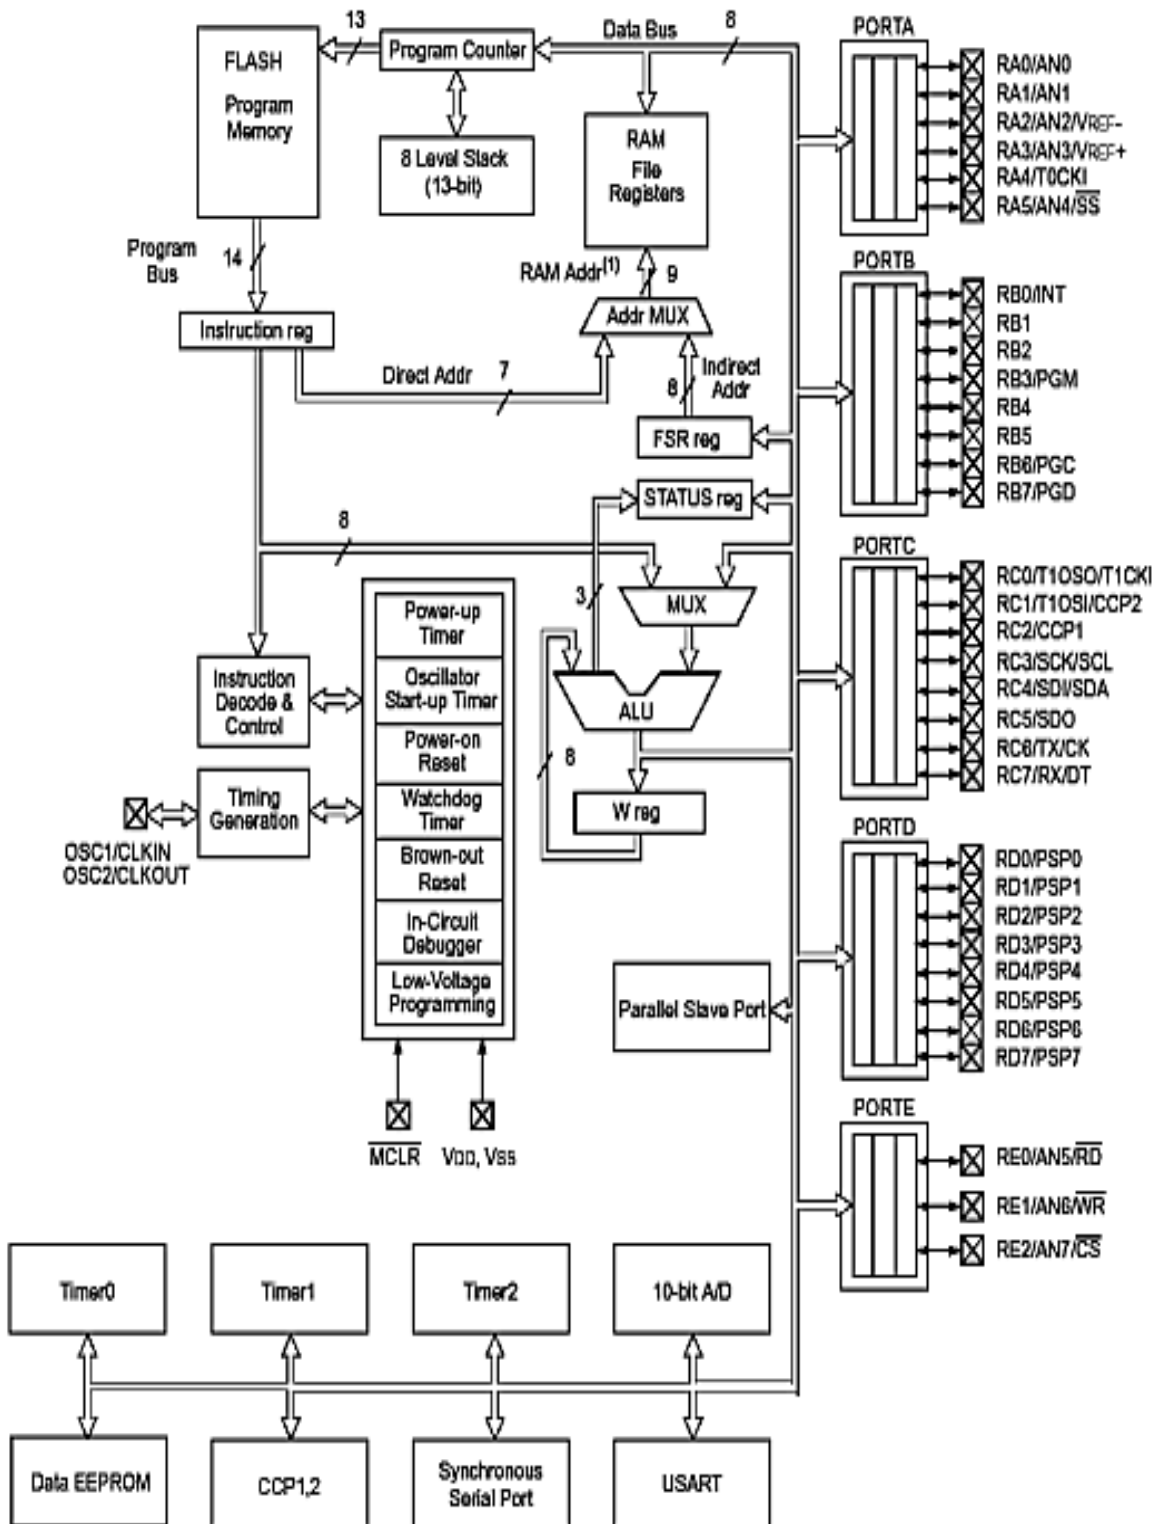 13
Data Bus
8
PORTA
FLASH
Program
Memory
Program Counter
RA0/AN0
RA1/AN1
RA2/AN2/VREF-
RA3/AN3/VREF+
RA4/T0CKI
RA5/AN4/SS
8 Level Stack
(13-bit)
RAM
File
Registers
Program
Bus
14
RAM Addr(1)
9
PORTB
Instruction reg
Addr MUX
RB0/INT
RB1
RB2
RB3/PGM
RB4
RB5
RB6/PGC
RB7/PGD
Direct Addr
7
8
Indirect
Addr
FSR reg
STATUS reg
8
PORTC
3
MUX
RC0/T1OSO/T1CKI
RC1/T1OSI/CCP2
RC2/CCP1
RC3/SCK/SCL
RC4/SDI/SDA
RC5/SDO
RC6/TX/CK
RC7/RX/DT
Power-up
Timer
Instruction
Decode &
Control
Oscillator
Start-up Timer
ALU
Power-on
Reset
8
Timing
Generation
Watchdog
Timer
W reg
OSC1/CLKIN
OSC2/CLKOUT
Brown-out
Reset
In-Circuit
Debugger
Low-Voltage
Programming
PORTD
RD0/PSP0
RD1/PSP1
RD2/PSP2
RD3/PSP3
RD4/PSP4
RD5/PSP5
RD6/PSP6
RD7/PSP7
Parallel Slave Port
MCLR
VDD, VSS
PORTE
RE0/AN5/RD
RE1/AN6/WR
RE2/AN7/CS
Timer0
Timer1
Timer2
10-bit A/D
Data EEPROM
CCP1,2
Synchronous
Serial Port
USART